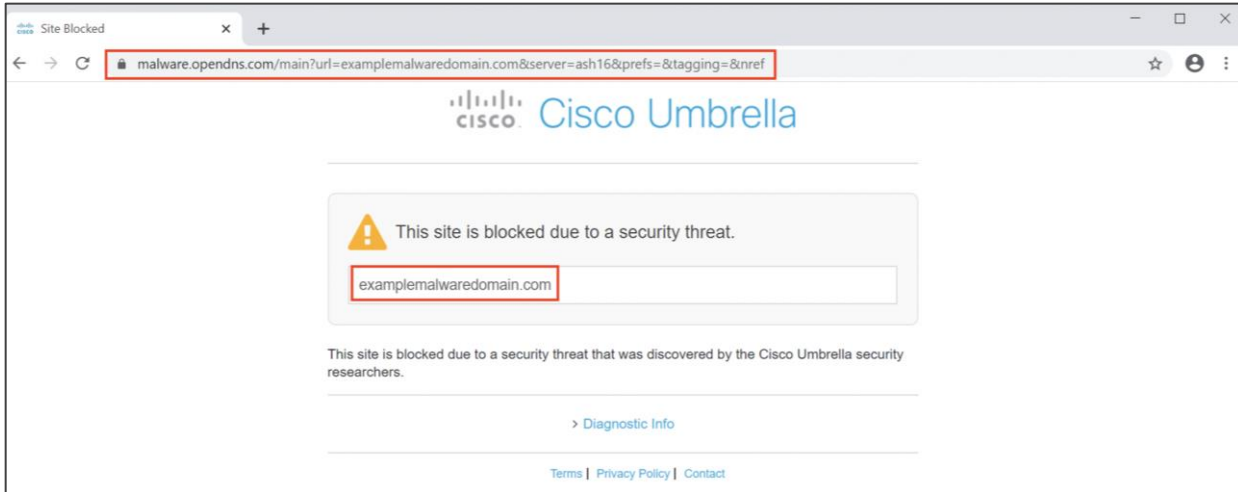 Site Blocked
malware.opendns.com/main?url=examplemalwaredomain.com&server=ash16&prefs=&tagging=&nref
cisco Cisco Umbrella
This site is blocked due to a security threat.
examplemalwaredomain.com
This site is blocked due to a security threat that was discovered by the Cisco Umbrella security
researchers.
> Diagnostic Info
Terms | Privacy Policy | Contact